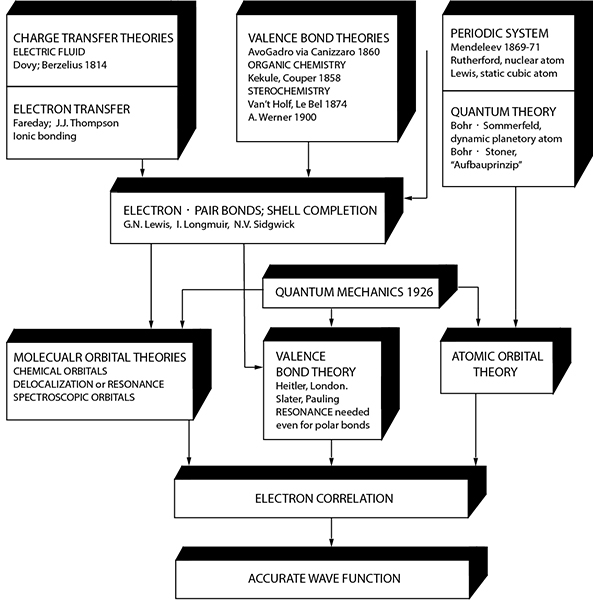 CHARGE TRANSFER THEORIES
ELECTRIC FLUID
Dovy; Berzelius 1814
ELECTRON TRANSFER
Fareday; J.J. Thompson
Ionic bonding
VALENCE BOND THEORIES
AvoGadro via Canizzaro 1860
ORGANIC CHEMISTRY
Kekule, Couper 1858
STEROCHEMISTRY
Van't Holf, Le Bel 1874
A. Werner 1900
PERIODIC SYSTEM
Mendeleev 1869-71
Rutherford, nuclear atom
Lewis, static cubic atom
QUANTUM THEORY
Bohr · Sommerfeld,
dynamic planetory atom
Bohr · Stoner,
"Aufbauprinzip"
ELECTRON · PAIR BONDS; SHELL COMPLETION
G.N. Lewis, I. Longmuir, N.V. Sidgwick
QUANTUM MECHANICS 1926
MOLECUALR ORBITAL THEORIES
CHEMICAL ORBITALS
DELOCALIZATION or RESONANCE
SPECTROSCOPIC ORBITALS
VALENCE
BOND THEORY
Heitler, London.
Slater, Pauling
RESONANCE needed
even for polar bonds
ATOMIC ORBITAL
THEORY
ELECTRON CORRELATION
ACCURATE WAVE FUNCTION